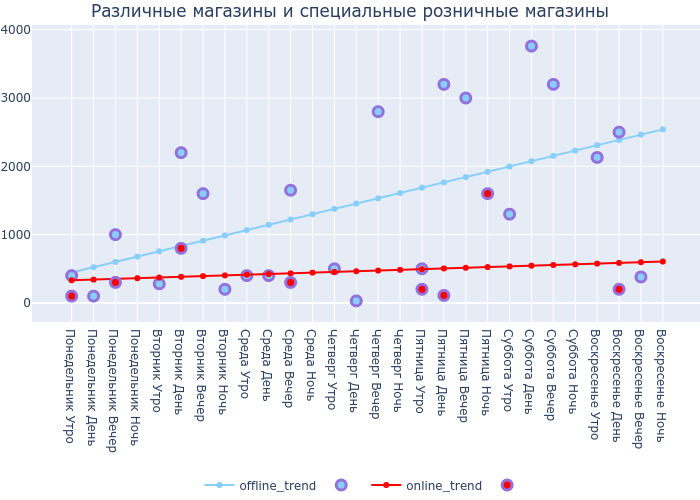 Различные магазины и специальные розничные магазины
4000
3000
2000
1000
0
Понедельник Утро
Понедельник День
Понедельник Вечер
Понедельник Ночь
Вторник Утро
Вторник День
Вторник Вечер
Вторник Ночь
Среда Утро
Среда День
Среда Вечер
Среда Ночь
Четверг Утро
Четверг День
Четверг Вечер
Четверг Ночь
Пятница Утро
Пятница День
Пятница Вечер
Пятница Ночь
Суббота Утро
Суббота День
Суббота Вечер
Суббота Ночь
Воскресенье Утро
Воскресенье День
Воскресенье Вечер
Воскресенье Ночь
offline_trend
online_trend